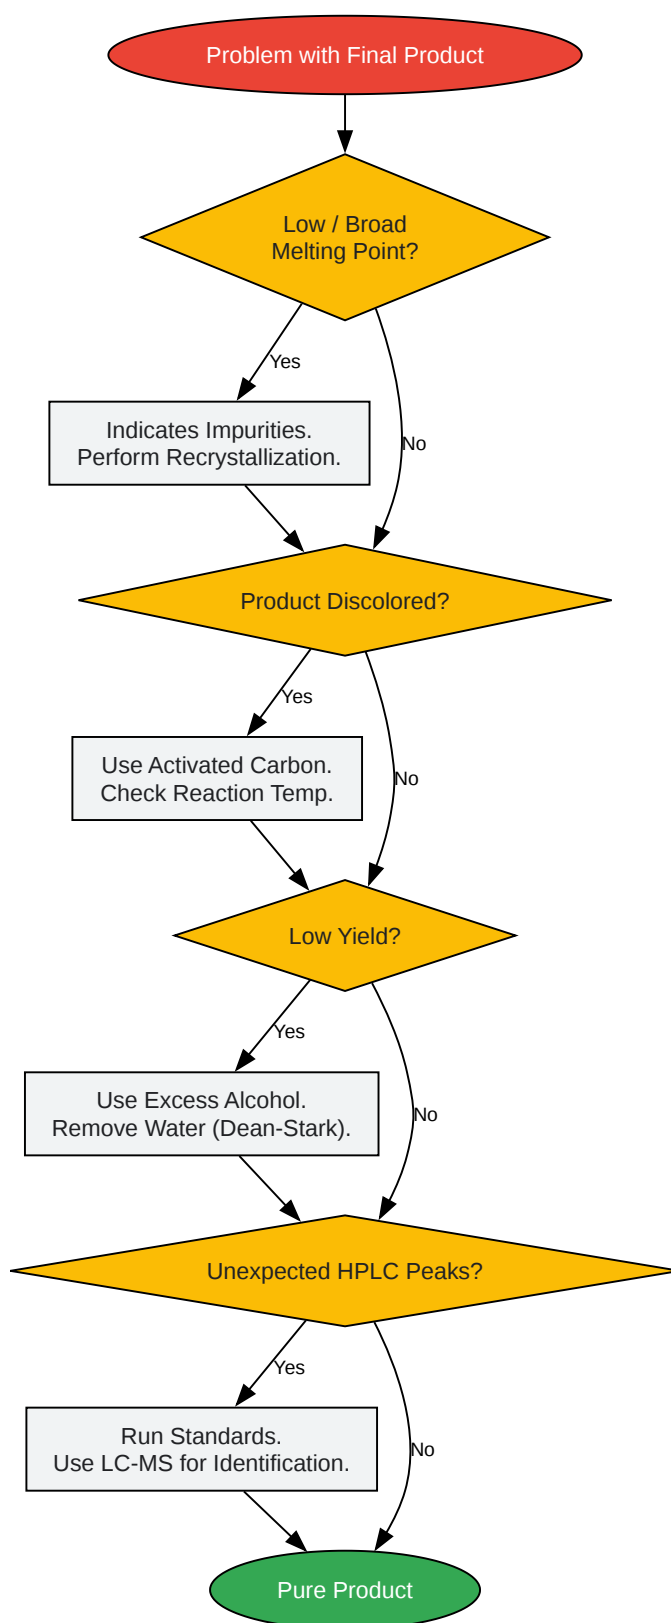 Problem with Final Product
Low / Broad
Melting Point?
Yes
Indicates Impurities.
Perform Recrystallization.
No
Product Discolored?
Yes
Use Activated Carbon.
Check Reaction Temp.
No
Low Yield?
Yes
Use Excess Alcohol.
Remove Water (Dean-Stark).
No
Unexpected HPLC Peaks?
Yes
Run Standards.
Use LC-MS for Identification.
No
Pure Product